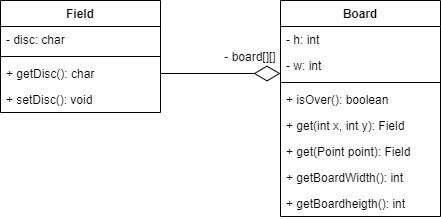 Field
- disc: char
+ getDisc(): char
+ setDisc(): void
- board[][]
Board
- h: int
- w: int
+ isOver(): boolean
+ get(int x, int y): Field
+ get(Point point): Field
+ getBoardWidth(): int
+ getBoardheigth(): int